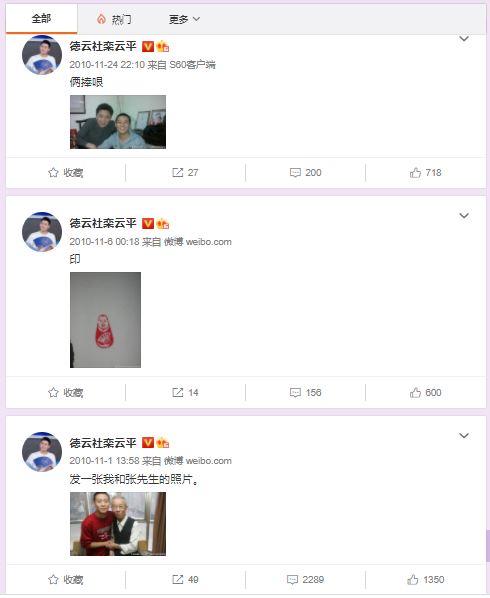 全部 热门 更多
德云社栾云平
2010-11-24 22:10 来自 S60客户端
俩捧哏
收藏 27 200 718
德云社栾云平
2010-11-6 00:18 来自 微博 weibo.com
印
收藏 14 156 600
德云社栾云平
2010-11-1 13:58 来自 微博 weibo.com
发一张我和张先生的照片。
收藏 49 2289 1350